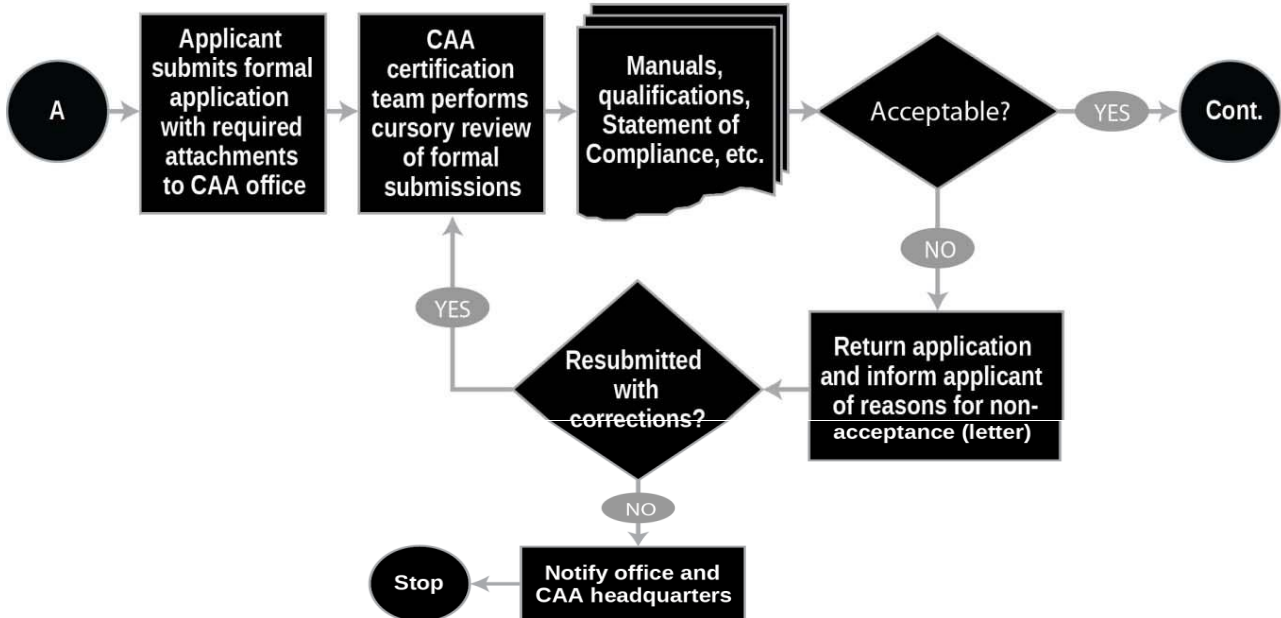 A
Applicant
submits formal
application
with required
attachments
to CAA office
CAA
certification
team performs
cursory review
of formal
submissions
Manuals,
qualifications,
Statement of
Compliance, etc.
Acceptable?
YES
Cont.
NO
Return application
and inform applicant
of reasons for non-
acceptance (letter)
Resubmitted
with
corrections?
YES
NO
Notify office and
CAA headquarters
Stop